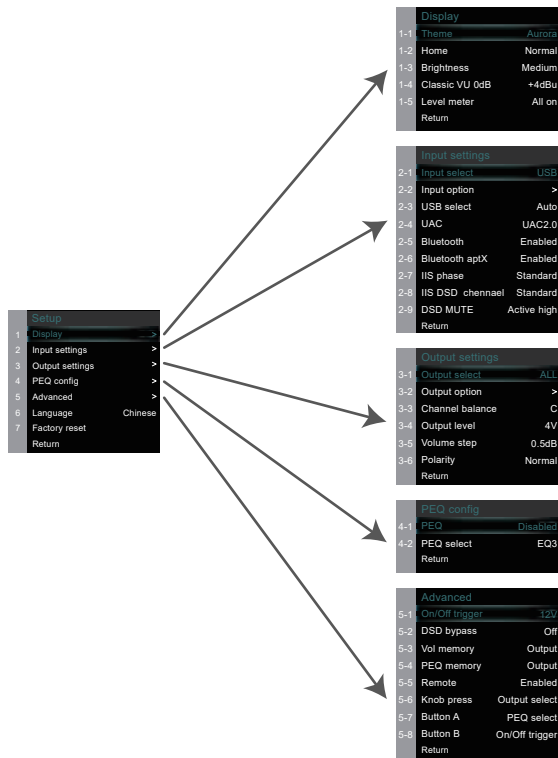 Setup
1 Display >
2 Input settings >
3 Output settings >
4 PEQ config >
5 Advanced >
6 Language Chinese
7 Factory reset
Return
Display
1-1 Theme Aurora
1-2 Home Normal
1-3 Brightness Medium
1-4 Classic VU 0dB +4dBu
1-5 Level meter All on
Return
Input settings
2-1 Input select USB
2-2 Input option >
2-3 USB select Auto
2-4 UAC UAC2.0
2-5 Bluetooth Enabled
2-6 Bluetooth aptX Enabled
2-7 IIS phase Standard
2-8 IIS DSD chennael Standard
2-9 DSD MUTE Active high
Return
Output settings
3-1 Output select ALL
3-2 Output option >
3-3 Channel balance C
3-4 Output level 4V
3-5 Volume step 0.5dB
3-6 Polarity Normal
Return
PEQ config
4-1 PEQ Disabled
4-2 PEQ select EQ3
Return
Advanced
5-1 On/Off trigger 12V
5-2 DSD bypass Off
5-3 Vol memory Output
5-4 PEQ memory Output
5-5 Remote Enabled
5-6 Knob press Output select
5-7 Button A PEQ select
5-8 Button B On/Off trigger
Return